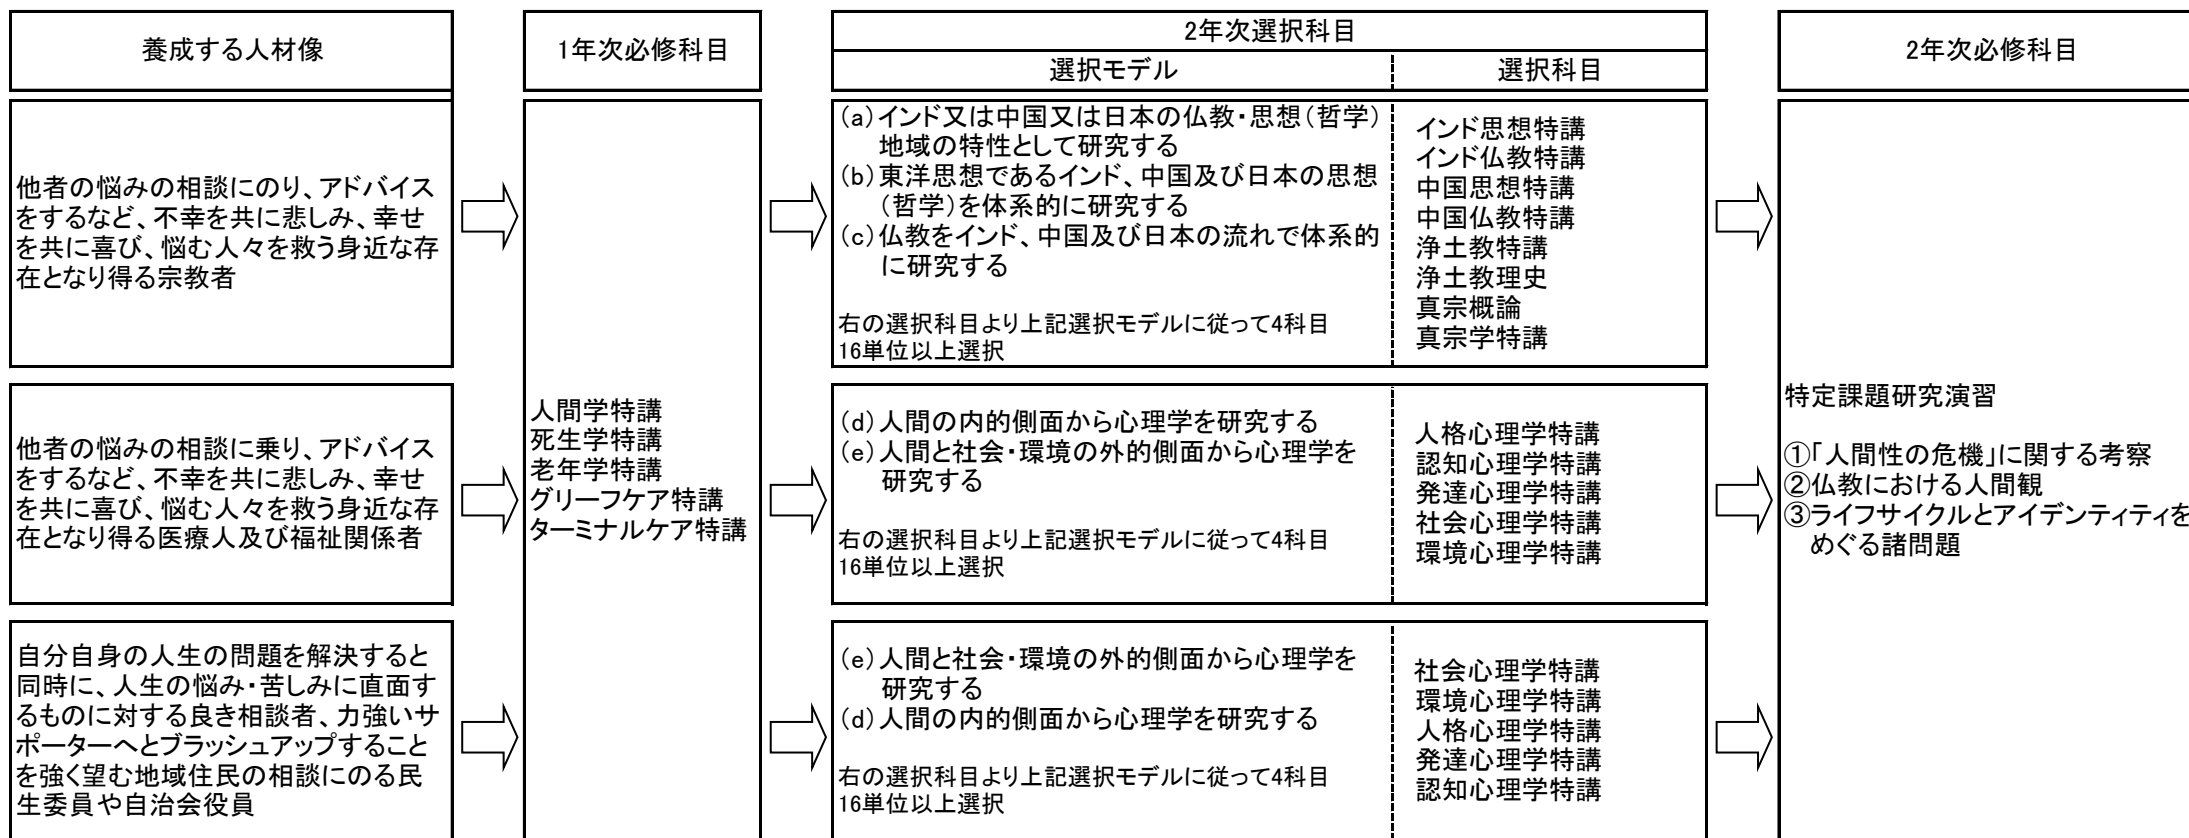 養成する人材像
1年次必修科目
2年次選択科目
選択モデル
選択科目
2年次必修科目
他者の悩みの相談にのり、アドバイス
をするなど、不幸を共に悲しみ、幸せ
を共に喜び、悩む人々を救う身近な存
在となり得る宗教者
他者の悩みの相談に乗り、アドバイス
をするなど、不幸を共に悲しみ、幸せ
を共に喜び、悩む人々を救う身近な存
在となり得る医療人及び福祉関係者
自分自身の人生の問題を解決すると
同時に、人生の悩み・苦しみに直面す
るものに対する良き相談者、力強いサ
ポーターへとブラッシュアップすること
を強く望む地域住民の相談にのる民
生委員や自治会役員
人間学特講
死生学特講
老年学特講
グリーフケア特講
ターミナルケア特講
(a)インド又は中国又は日本の仏教・思想(哲学)
地域の特性として研究する
(b)東洋思想であるインド、中国及び日本の思想
(哲学)を体系的に研究する
(c)仏教をインド、中国及び日本の流れで体系的
に研究する
右の選択科目より上記選択モデルに従って4科目
16単位以上選択
インド思想特講
インド仏教特講
中国思想特講
中国仏教特講
浄土教特講
浄土教理史
真宗概論
真宗学特講
(d)人間の内的側面から心理学を研究する
(e)人間と社会・環境の外的側面から心理学を
研究する
右の選択科目より上記選択モデルに従って4科目
16単位以上選択
人格心理学特講
認知心理学特講
発達心理学特講
社会心理学特講
環境心理学特講
(e)人間と社会・環境の外的側面から心理学を
研究する
(d)人間の内的側面から心理学を研究する
右の選択科目より上記選択モデルに従って4科目
16単位以上選択
社会心理学特講
環境心理学特講
人格心理学特講
発達心理学特講
認知心理学特講
特定課題研究演習
①「人間性の危機」に関する考察
②仏教における人間観
③ライフサイクルとアイデンティティを
めぐる諸問題